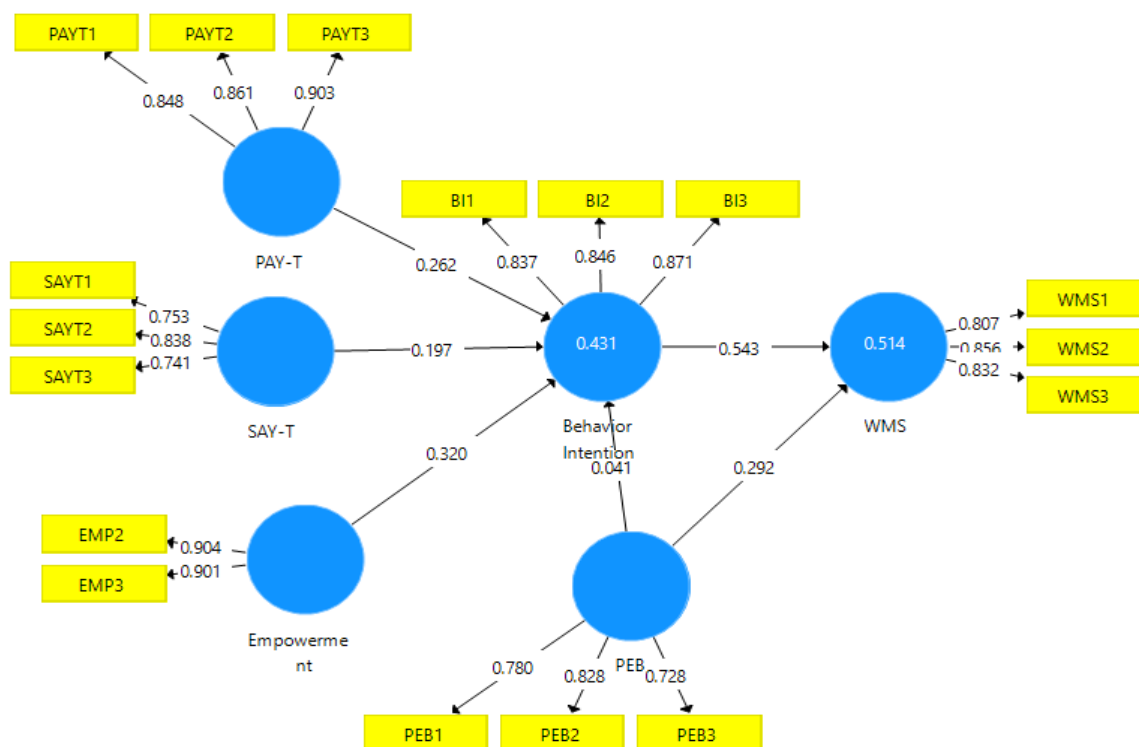 PAYT1
PAYT2
PAYT3
0.848
0.861
0.903
PAY-T
BI1
BI2
BI3
0.262
0.837
0.846
0.871
SAYT1
SAYT2
SAYT3
0.753
0.838
0.741
SAY-T
0.197
0.431
Behavior
Intention
0.543
0.514
WMS
0.807
0.856
0.832
WMS1
WMS2
WMS3
0.320
0.041
0.292
EMP2
EMP3
0.904
0.901
Empowerme
nt
PEB
0.780
0.828
0.728
PEB1
PEB2
PEB3